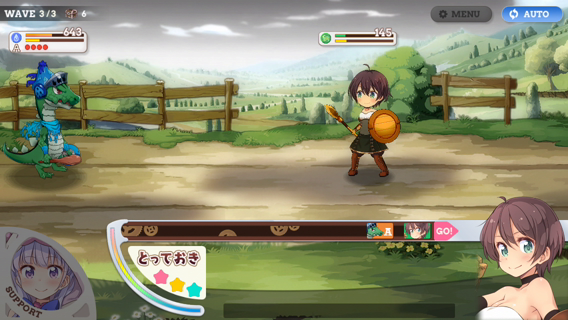 WAVE 3/3 6
MENU
AUTO
643
A
145
A
GO!
とっておき
SUPPORT